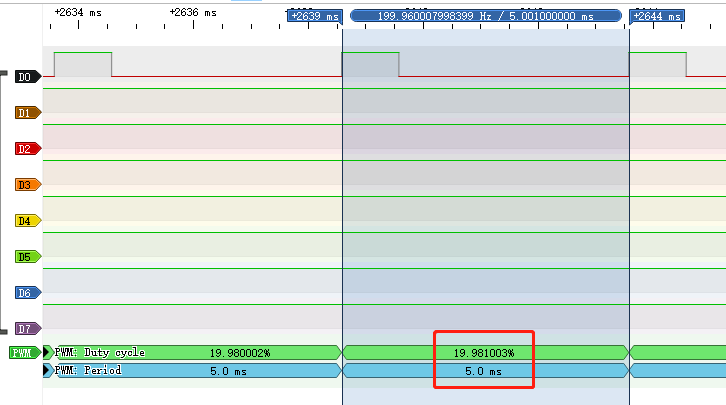 +2634 ms +2636 ms +2639 ms 199.960007998399 Hz / 5.001000000 ms +2644 ms
D0
D1
D2
D3
D4
D5
D6
D7
PWM PWM: Duty cycle 19.980002% 19.981003%
PWM: Period 5.0 ms 5.0 ms